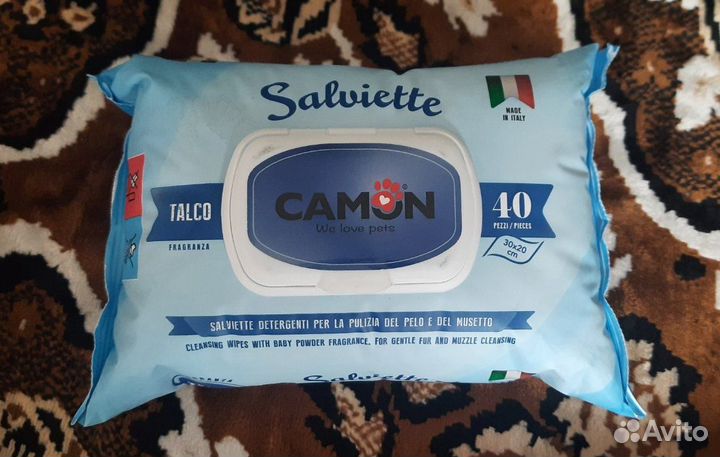 Salviette
MADE
IN ITALY
TALCO
FRAGRANZA
CAMON
We love pets
40
PEZZI / PIECES
30x20
cm
SALVIETTE DETERGENTI PER LA PULIZIA DEL PELO E DEL MUSETTO
CLEANSING WIPES WITH BABY POWDER FRAGRANCE, FOR GENTLE FUR AND MUZZLE CLEANSING
Salviette
Avito